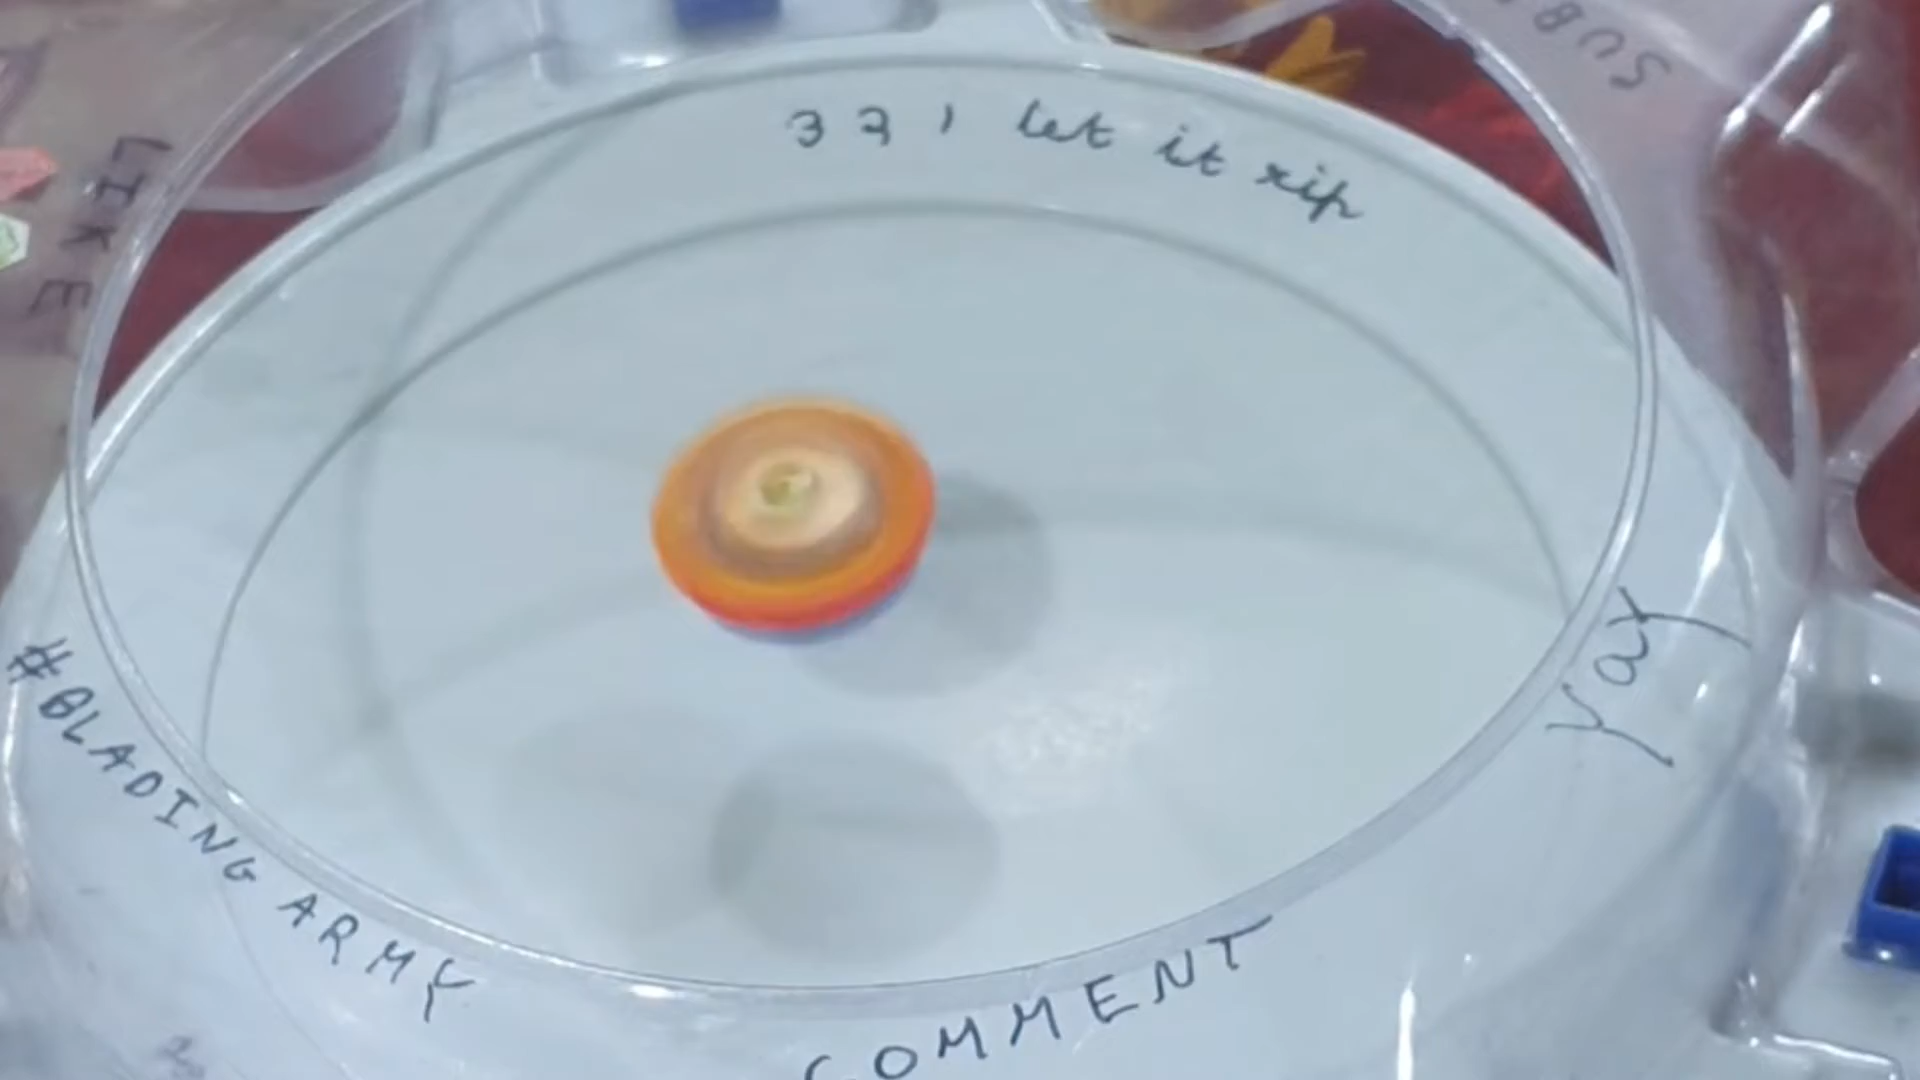 SUB
3 2 1 let it rip
LIKE
yay
#BLADING ARMY
COMMENT